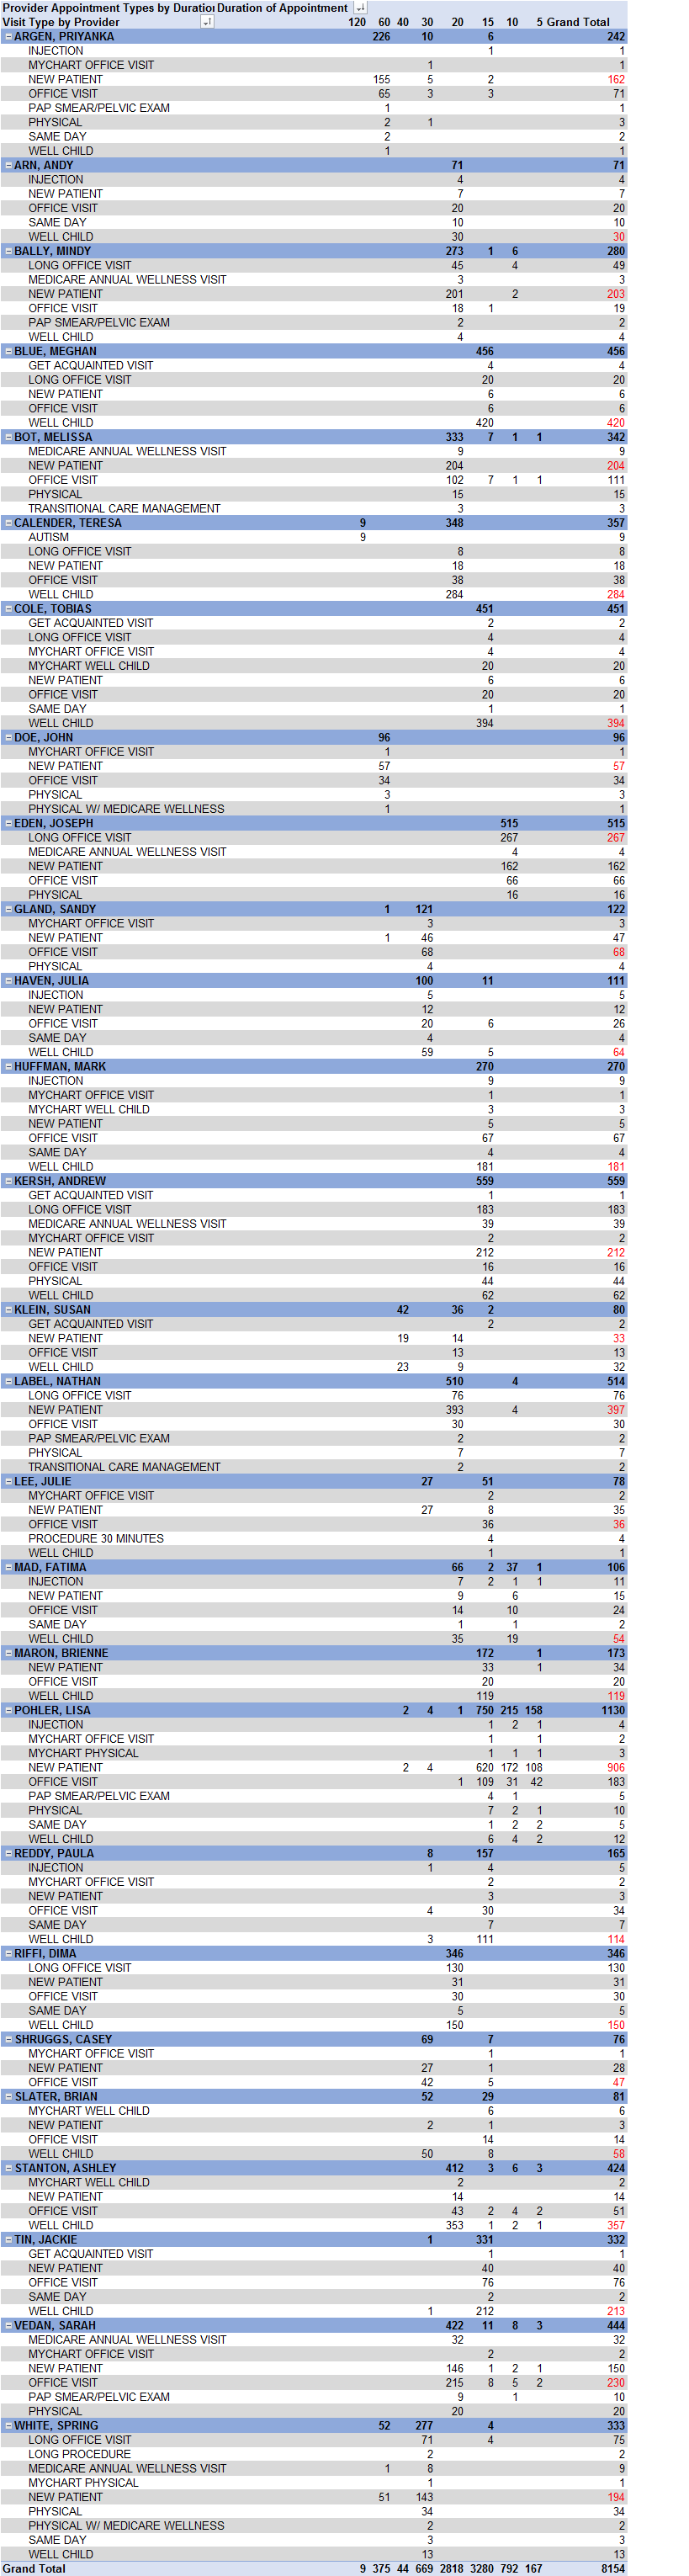 Provider Appointment Types by Duratio Duration of Appointment
Visit Type by Provider 120 60 40 30 20 15 10 5 Grand Total
ARGEN, PRIYANKA 226 10 6 242
INJECTION 1 1
MYCHART OFFICE VISIT 1 1
NEW PATIENT 155 5 2 162
OFFICE VISIT 65 3 3 71
PAP SMEAR/PELVIC EXAM 1 1
PHYSICAL 2 1 3
SAME DAY 2 2
WELL CHILD 1 1
ARN, ANDY 71 71
INJECTION 4 4
NEW PATIENT 7 7
OFFICE VISIT 20 20
SAME DAY 10 10
WELL CHILD 30 30
BALLY, MINDY 273 1 6 280
LONG OFFICE VISIT 45 4 49
MEDICARE ANNUAL WELLNESS VISIT 3 3
NEW PATIENT 201 2 203
OFFICE VISIT 18 1 19
PAP SMEAR/PELVIC EXAM 2 2
WELL CHILD 4 4
BLUE, MEGHAN 456 456
GET ACQUAINTED VISIT 4 4
LONG OFFICE VISIT 20 20
NEW PATIENT 6 6
OFFICE VISIT 6 6
WELL CHILD 420 420
BOT, MELISSA 333 7 1 1 342
MEDICARE ANNUAL WELLNESS VISIT 9 9
NEW PATIENT 204 204
OFFICE VISIT 102 7 1 1 111
PHYSICAL 15 15
TRANSITIONAL CARE MANAGEMENT 3 3
CALENDER, TERESA 9 348 357
AUTISM 9 9
LONG OFFICE VISIT 8 8
NEW PATIENT 18 18
OFFICE VISIT 38 38
WELL CHILD 284 284
COLE, TOBIAS 451 451
GET ACQUAINTED VISIT 2 2
LONG OFFICE VISIT 4 4
MYCHART OFFICE VISIT 4 4
MYCHART WELL CHILD 20 20
NEW PATIENT 6 6
OFFICE VISIT 20 20
SAME DAY 1 1
WELL CHILD 394 394
DOE, JOHN 96 96
MYCHART OFFICE VISIT 1 1
NEW PATIENT 57 57
OFFICE VISIT 34 34
PHYSICAL 3 3
PHYSICAL W/ MEDICARE WELLNESS 1 1
EDEN, JOSEPH 515 515
LONG OFFICE VISIT 267 267
MEDICARE ANNUAL WELLNESS VISIT 4 4
NEW PATIENT 162 162
OFFICE VISIT 66 66
PHYSICAL 16 16
GLAND, SANDY 1 121 122
MYCHART OFFICE VISIT 3 3
NEW PATIENT 1 46 47
OFFICE VISIT 68 68
PHYSICAL 4 4
HAVEN, JULIA 100 11 111
INJECTION 5 5
NEW PATIENT 12 12
OFFICE VISIT 20 6 26
SAME DAY 4 4
WELL CHILD 59 5 64
HUFFMAN, MARK 270 270
INJECTION 9 9
MYCHART OFFICE VISIT 1 1
MYCHART WELL CHILD 3 3
NEW PATIENT 5 5
OFFICE VISIT 67 67
SAME DAY 4 4
WELL CHILD 181 181
KERSH, ANDREW 559 559
GET ACQUAINTED VISIT 1 1
LONG OFFICE VISIT 183 183
MEDICARE ANNUAL WELLNESS VISIT 39 39
MYCHART OFFICE VISIT 2 2
NEW PATIENT 212 212
OFFICE VISIT 16 16
PHYSICAL 44 44
WELL CHILD 62 62
KLEIN, SUSAN 42 36 2 80
GET ACQUAINTED VISIT 2 2
NEW PATIENT 19 14 33
OFFICE VISIT 13 13
WELL CHILD 23 9 32
LABEL, NATHAN 510 4 514
LONG OFFICE VISIT 76 76
NEW PATIENT 393 4 397
OFFICE VISIT 30 30
PAP SMEAR/PELVIC EXAM 2 2
PHYSICAL 7 7
TRANSITIONAL CARE MANAGEMENT 2 2
LEE, JULIE 27 51 78
MYCHART OFFICE VISIT 2 2
NEW PATIENT 27 8 35
OFFICE VISIT 36 36
PROCEDURE 30 MINUTES 4 4
WELL CHILD 1 1
MAD, FATIMA 66 2 37 1 106
INJECTION 7 2 1 1 11
NEW PATIENT 9 6 15
OFFICE VISIT 14 10 24
SAME DAY 1 1 2
WELL CHILD 35 19 54
MARON, BRIENNE 172 1 173
NEW PATIENT 33 1 34
OFFICE VISIT 20 20
WELL CHILD 119 119
POHLER, LISA 2 4 1 750 215 158 1130
INJECTION 1 2 1 4
MYCHART OFFICE VISIT 1 1 2
MYCHART PHYSICAL 1 1 1 3
NEW PATIENT 2 4 620 172 108 906
OFFICE VISIT 1 109 31 42 183
PAP SMEAR/PELVIC EXAM 4 1 5
PHYSICAL 7 2 1 10
SAME DAY 1 2 2 5
WELL CHILD 6 4 2 12
REDDY, PAULA 8 157 165
INJECTION 1 4 5
MYCHART OFFICE VISIT 2 2
NEW PATIENT 3 3
OFFICE VISIT 4 30 34
SAME DAY 7 7
WELL CHILD 3 111 114
RIFFI, DIMA 346 346
LONG OFFICE VISIT 130 130
NEW PATIENT 31 31
OFFICE VISIT 30 30
SAME DAY 5 5
WELL CHILD 150 150
SHRUGGS, CASEY 69 7 76
MYCHART OFFICE VISIT 1 1
NEW PATIENT 27 1 28
OFFICE VISIT 42 5 47
SLATER, BRIAN 52 29 81
MYCHART WELL CHILD 6 6
NEW PATIENT 2 1 3
OFFICE VISIT 14 14
WELL CHILD 50 8 58
STANTON, ASHLEY 412 3 6 3 424
MYCHART WELL CHILD 2 2
NEW PATIENT 14 14
OFFICE VISIT 43 2 4 2 51
WELL CHILD 353 1 2 1 357
TIN, JACKIE 1 331 332
GET ACQUAINTED VISIT 1 1
NEW PATIENT 40 40
OFFICE VISIT 76 76
SAME DAY 2 2
WELL CHILD 1 212 213
VEDAN, SARAH 422 11 8 3 444
MEDICARE ANNUAL WELLNESS VISIT 32 32
MYCHART OFFICE VISIT 2 2
NEW PATIENT 146 1 2 1 150
OFFICE VISIT 215 8 5 2 230
PAP SMEAR/PELVIC EXAM 9 1 10
PHYSICAL 20 20
WHITE, SPRING 52 277 4 333
LONG OFFICE VISIT 71 4 75
LONG PROCEDURE 2 2
MEDICARE ANNUAL WELLNESS VISIT 1 8 9
MYCHART PHYSICAL 1 1
NEW PATIENT 51 143 194
PHYSICAL 34 34
PHYSICAL W/ MEDICARE WELLNESS 2 2
SAME DAY 3 3
WELL CHILD 13 13
Grand Total 9 375 44 669 2818 3280 792 167 8154